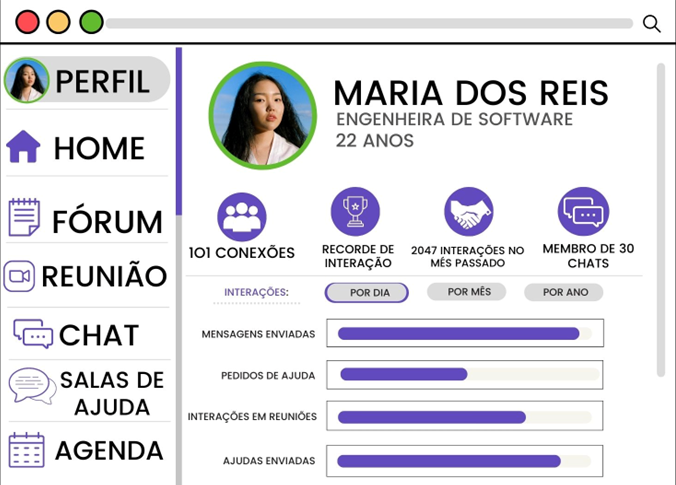 PERFIL
HOME
FÓRUM
REUNIÃO
CHAT
SALAS DE
AJUDA
AGENDA
MARIA DOS REIS
ENGENHEIRA DE SOFTWARE
22 ANOS
101 CONEXÕES
RECORDE DE
INTERAÇÃO
2047 INTERAÇÕES NO
MÊS PASSADO
MEMBRO DE 30
CHATS
INTERAÇÕES:
POR DIA
POR MÊS
POR ANO
MENSAGENS ENVIADAS
PEDIDOS DE AJUDA
INTERAÇÕES EM REUNIÕES
AJUDAS ENVIADAS